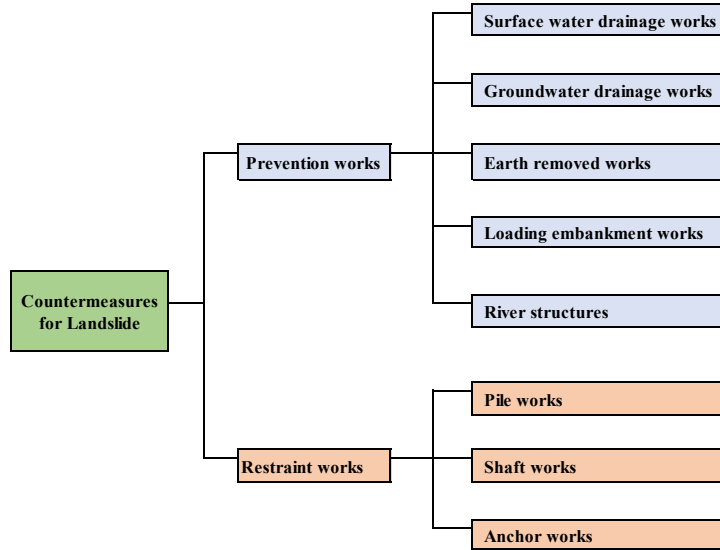 Countermeasures
for Landslide
Prevention works
Surface water drainage works
Groundwater drainage works
Earth removed works
Loading embankment works
River structures
Restraint works
Pile works
Shaft works
Anchor works